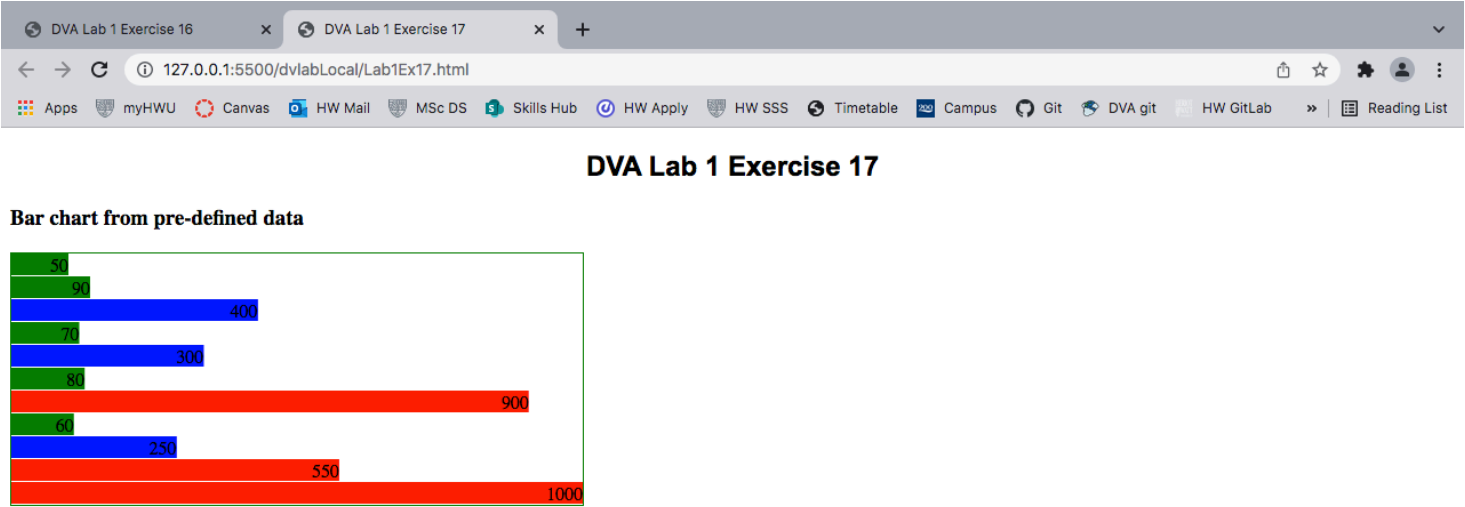 DVA Lab 1 Exercise 16 DVA Lab 1 Exercise 17
127.0.0.1:5500/dvlabLocal/Lab1Ex17.html
Apps myHWU Canvas HW Mail MSc DS Skills Hub HW Apply HW SSS Timetable Campus Git DVA git HW GitLab » Reading List
DVA Lab 1 Exercise 17
Bar chart from pre-defined data
50
90
400
70
300
80
900
60
250
550
1000